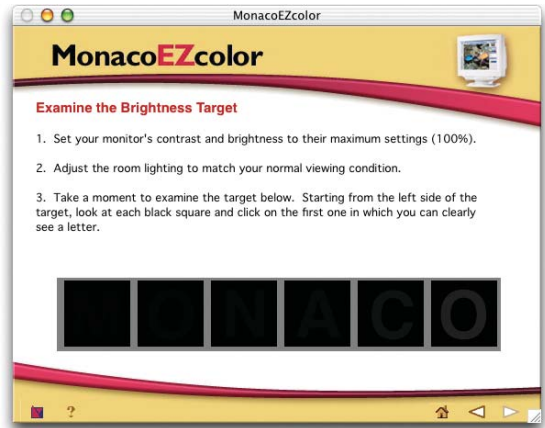 MonacoEZcolor
MonacoEZcolor
Examine the Brightness Target
1. Set your monitor's contrast and brightness to their maximum settings (100%).
2. Adjust the room lighting to match your normal viewing condition.
3. Take a moment to examine the target below. Starting from the left side of the
target, look at each black square and click on the first one in which you can clearly
see a letter.
M O N A C O
?